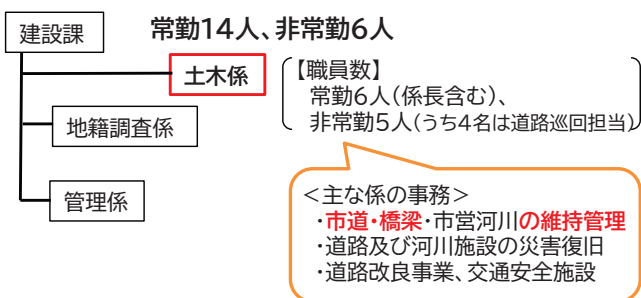 建設課
常勤14人、非常勤6人
土木係
【職員数】
常勤6人(係長含む)、
非常勤5人(うち4名は道路巡回担当)
地籍調査係
管理係
＜主な係の事務＞
・市道・橋梁・市営河川の維持管理
・道路及び河川施設の災害復旧
・道路改良事業、交通安全施設